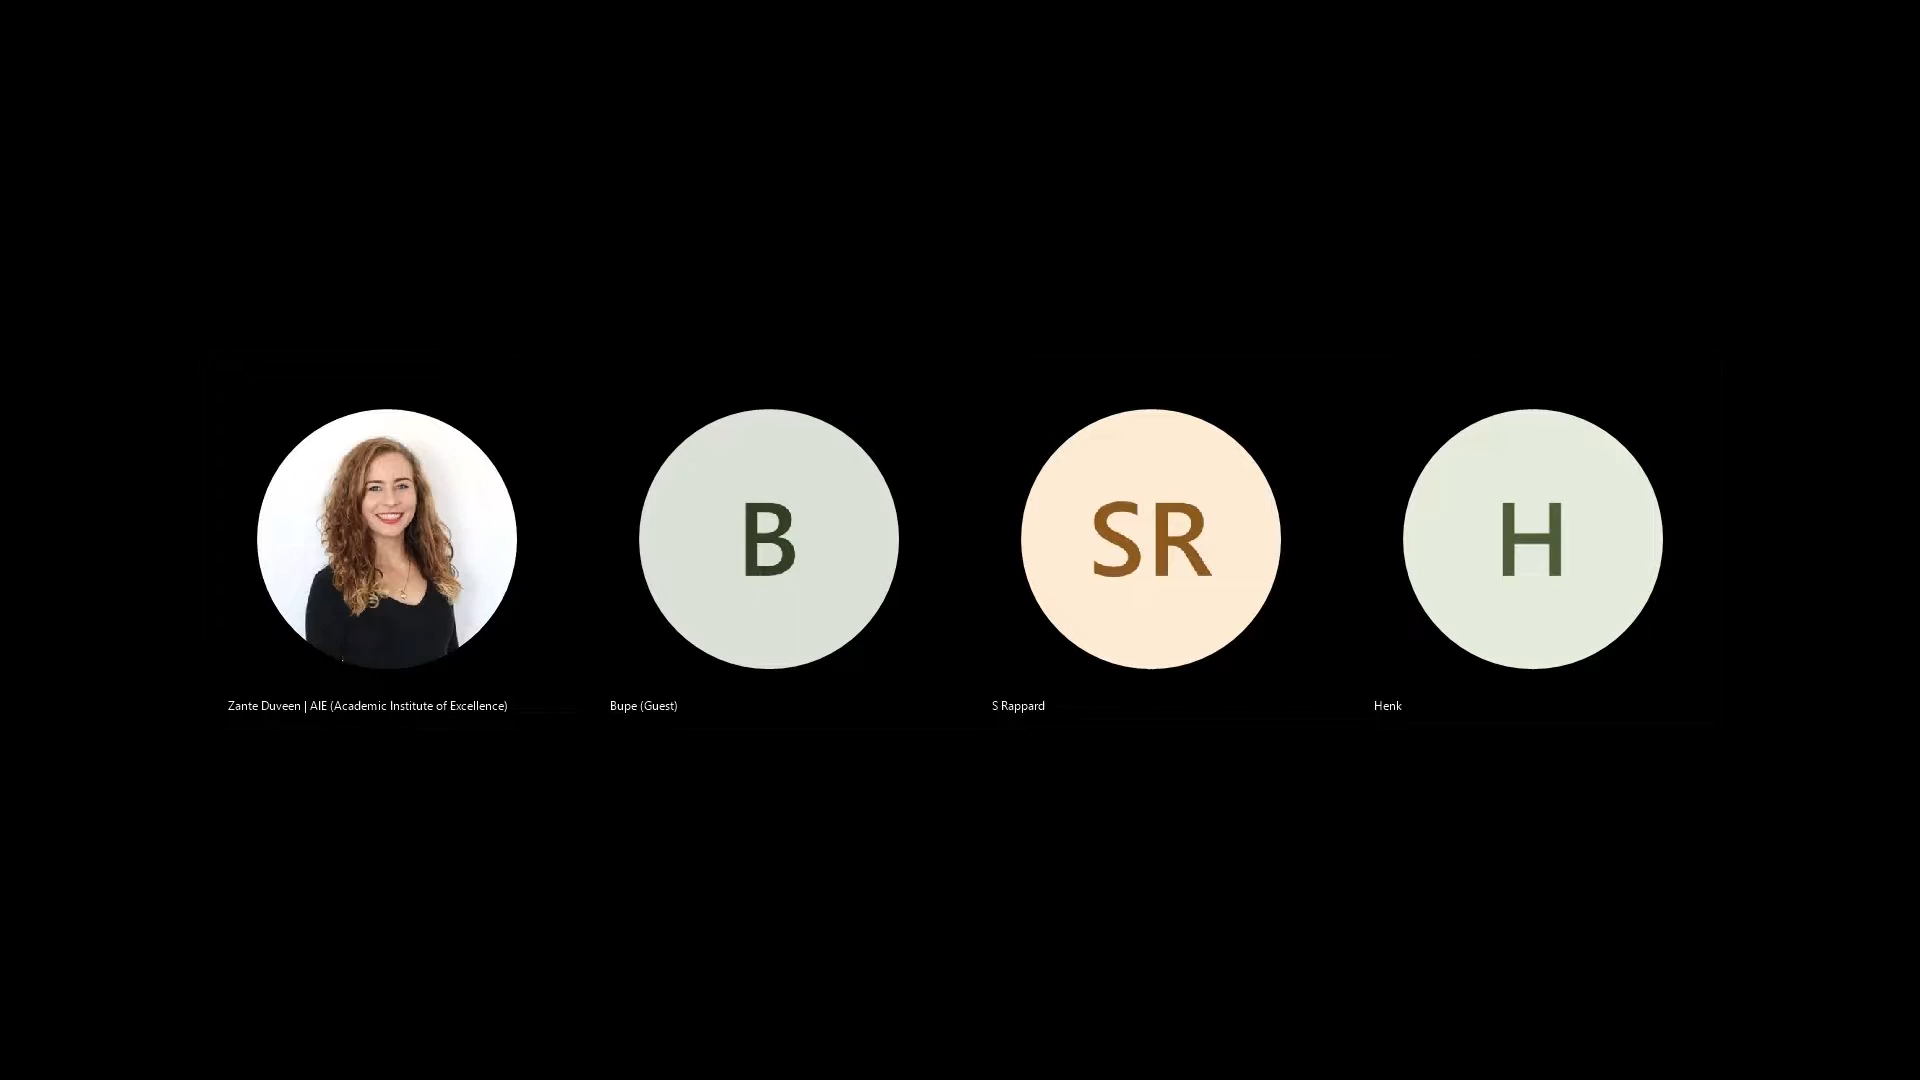 B
SR
H
Zante Duveen | AIE (Academic Institute of Excellence)
Bupe (Guest)
S Rappard
Henk